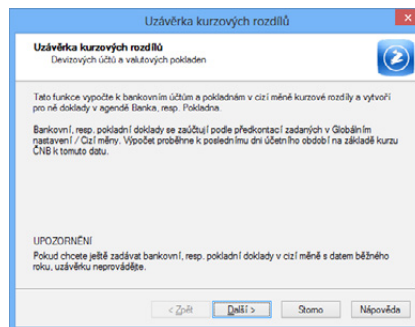 Uzávěrka kurzových rozdílů
Uzávěrka kurzových rozdílů
Devizových účtů a valutových pokladen
Tato funkce vypočte k bankovním účtům a pokladnám v cizí měně kurzové rozdíly a vytvoří
pro ně doklady v agendě Banka, resp. Pokladna.
Bankovní, resp. pokladní doklady se zaúčtují podle předkontací zadaných v Globálním
nastavení / Cizí měny. Výpočet proběhne k poslednímu dni účetního období na základě kurzu
ČNB k tomuto datu.
UPOZORNĚNÍ
Pokud chcete ještě zadávat bankovní, resp. pokladní doklady v cizí měně s datem běžného
roku, uzávěrku neprovádějte.
< Zpět Další > Storno Nápověda